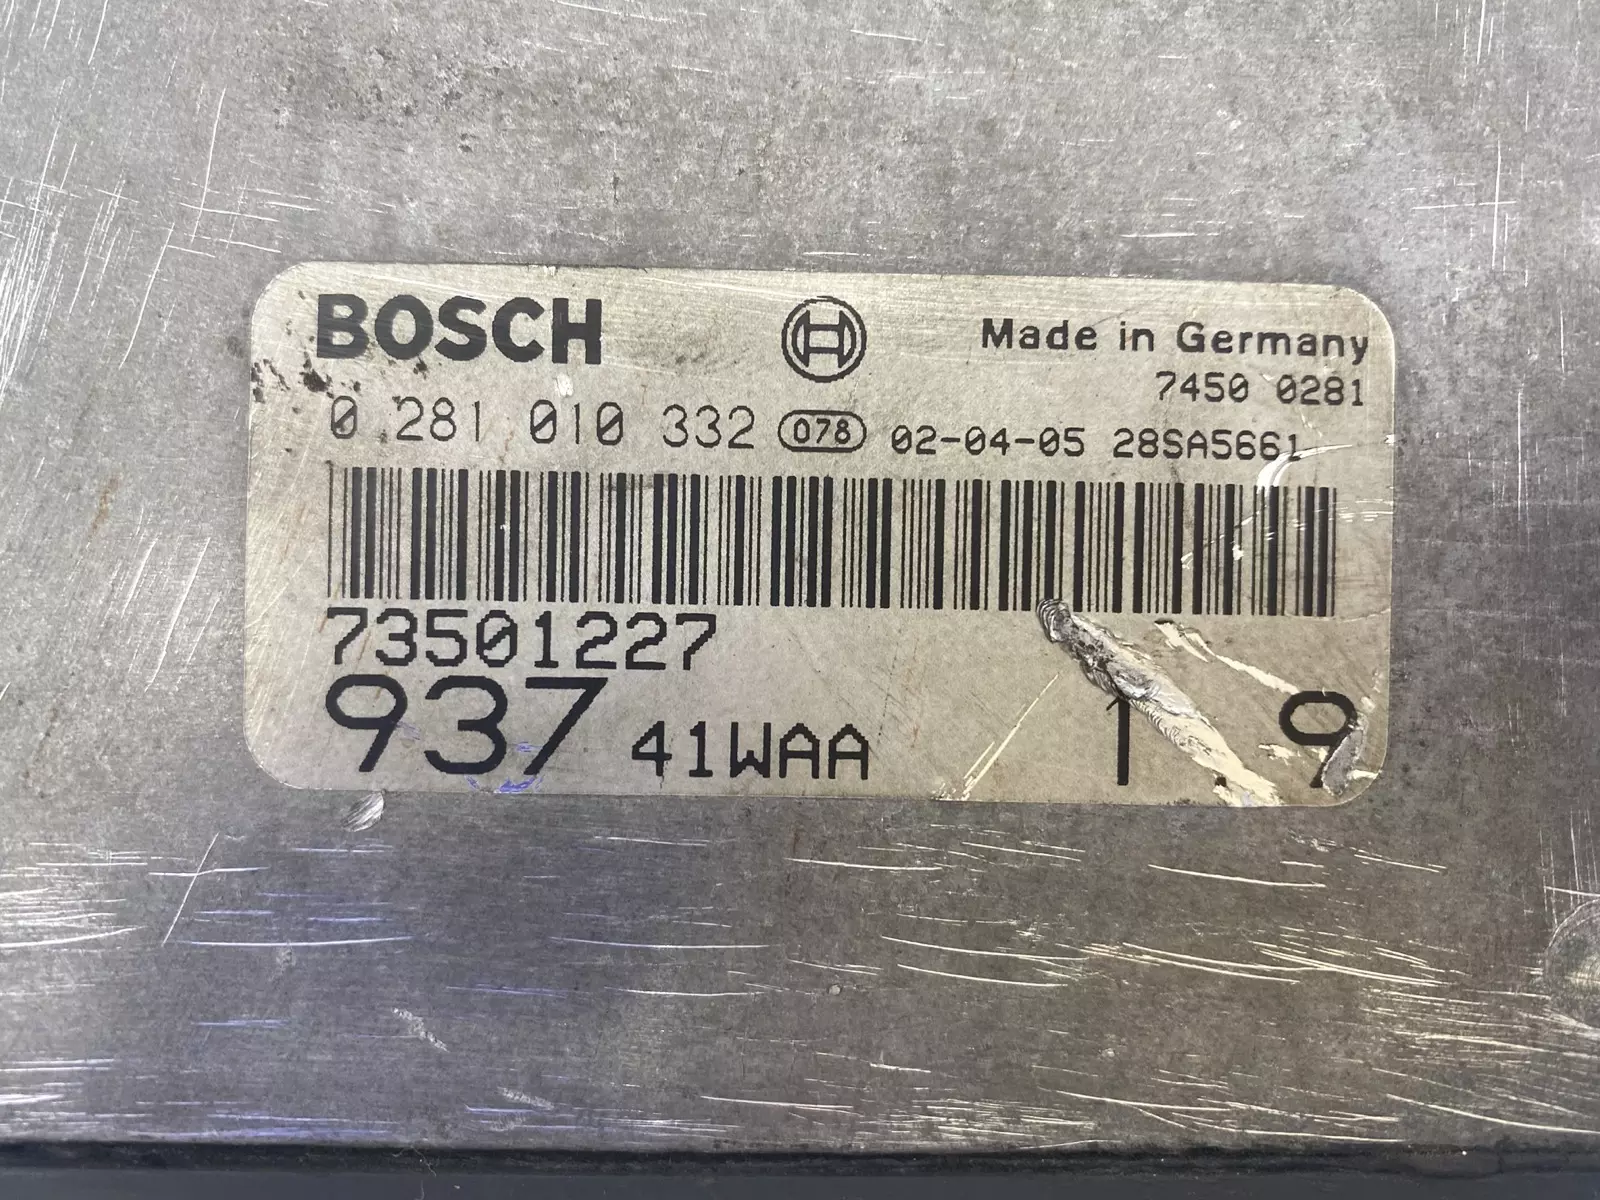 BOSCH Made in Germany
7450 0281
0 281 010 332 078 02-04-05 28SA5661
73501227
937 41WAA 1 9